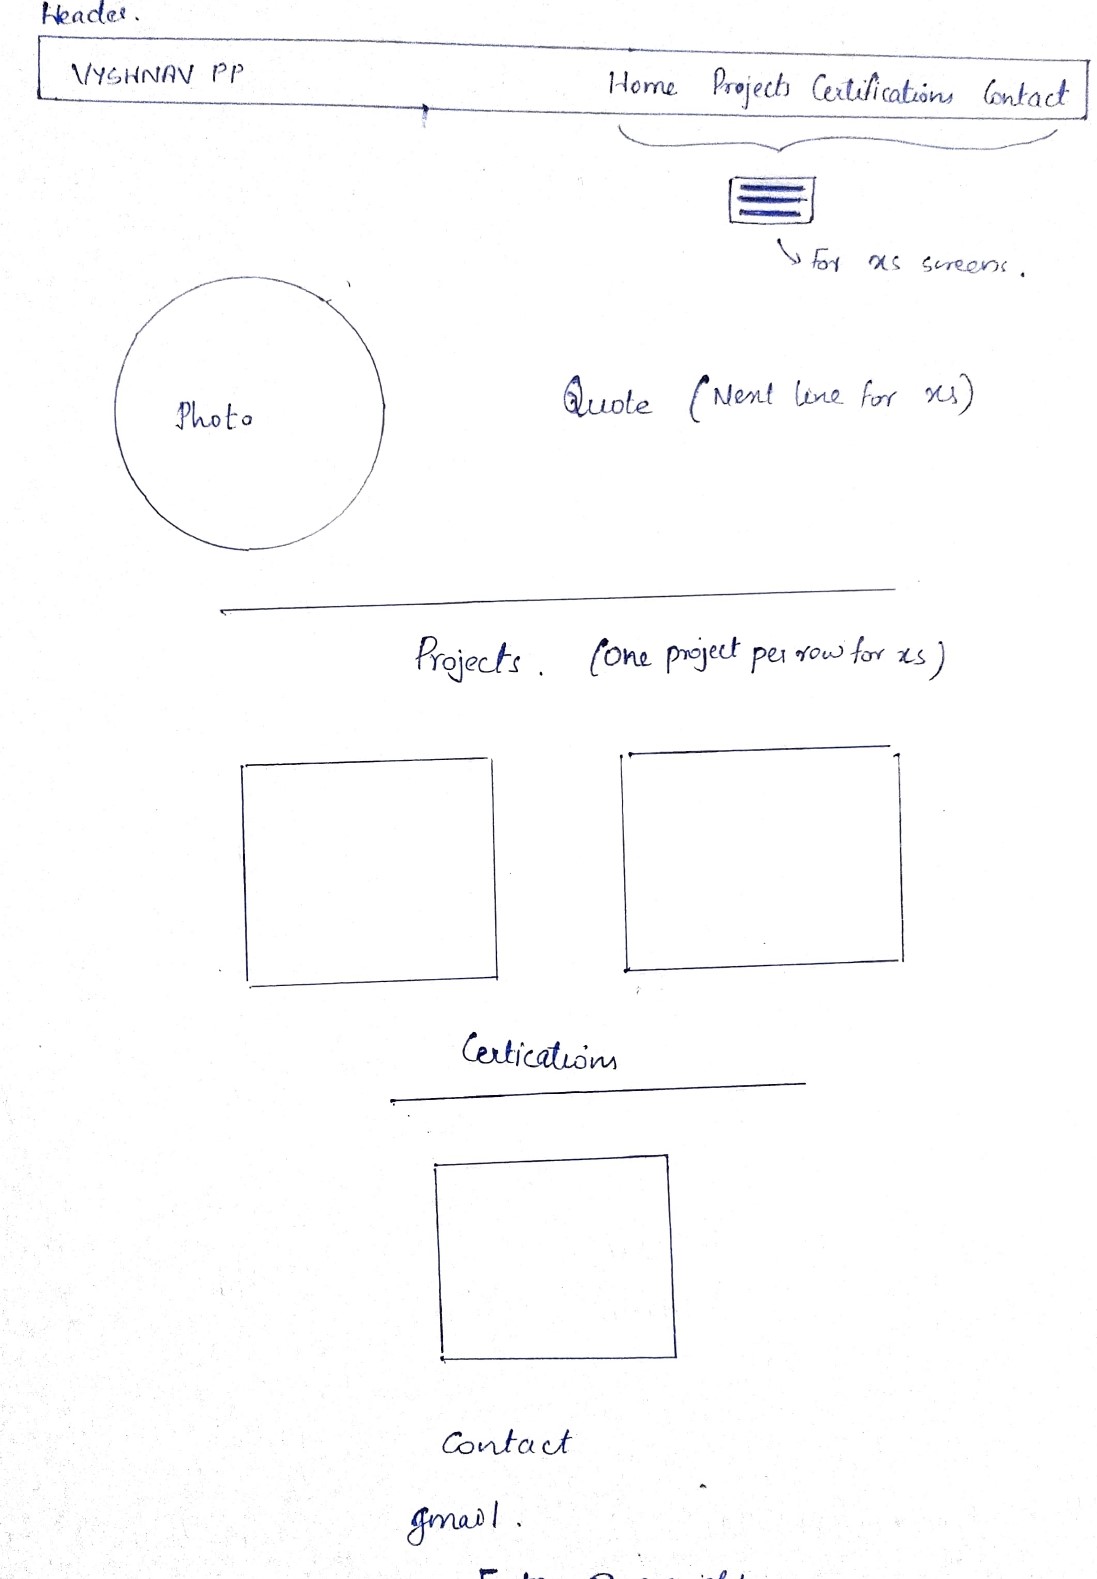 Header.
VYSHNAV PP Home Projects Certifications Contact
For xs screens.
Photo
Quote (Next line for xs)
Projects. (One project per row for xs)
Certications
Contact
gmail.